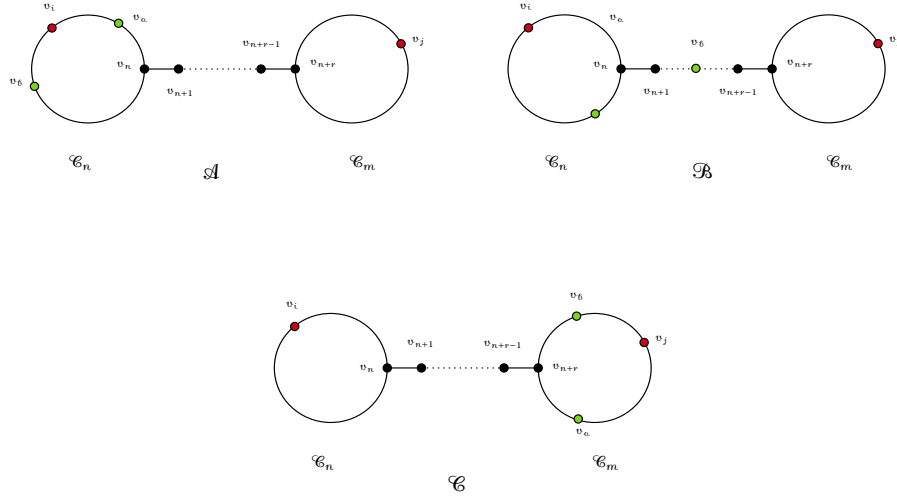 v_i
v_a
v_b
v_n
v_{n+1}
v_{n+r-1}
v_{n+r}
v_j
𝒞_n
𝒞_m
𝒜
v_i
v_a
v_b
v_n
v_{n+1}
v_{n+r-1}
v_{n+r}
𝒞_n
𝒞_m
ℬ
v_i
v_n
v_{n+1}
v_{n+r-1}
v_{n+r}
v_b
v_j
v_a
𝒞_n
𝒞_m
𝒞